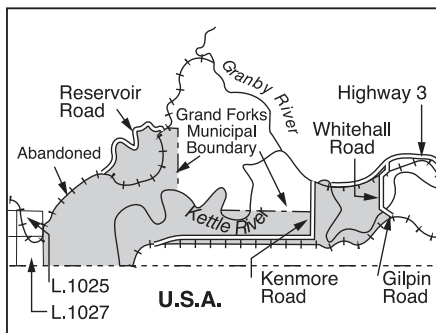 Granby River
Reservoir
Road
Highway 3
Grand Forks
Municipal
Boundary
Whitehall
Road
Abandoned
Kettle River
L.1025
L.1027
U.S.A.
Kenmore
Road
Gilpin
Road